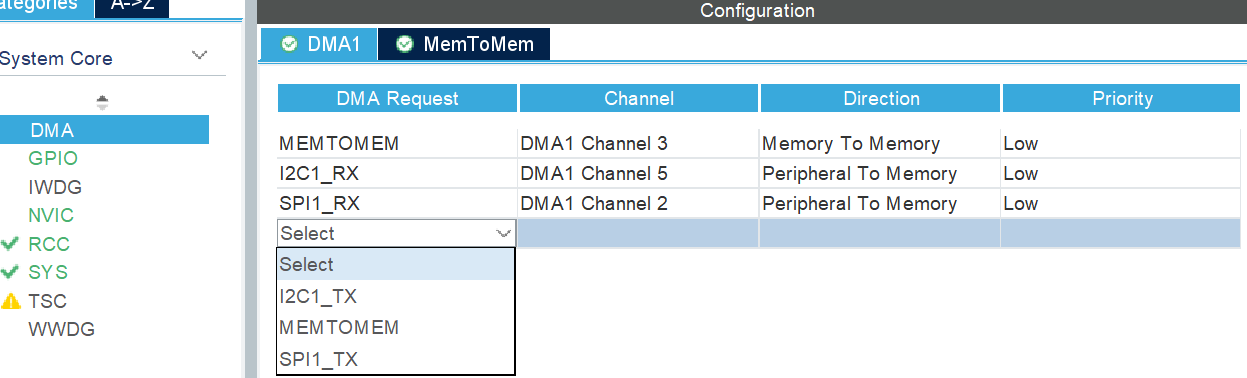 Configuration
ategories A->Z
DMA1 MemToMem
System Core
DMA Request Channel Direction Priority
DMA
MEMTOMEM DMA1 Channel 3 Memory To Memory Low
GPIO
I2C1_RX DMA1 Channel 5 Peripheral To Memory Low
IWDG
SPI1_RX DMA1 Channel 2 Peripheral To Memory Low
NVIC
Select
RCC
Select
SYS
I2C1_TX
TSC
MEMTOMEM
WWDG
SPI1_TX